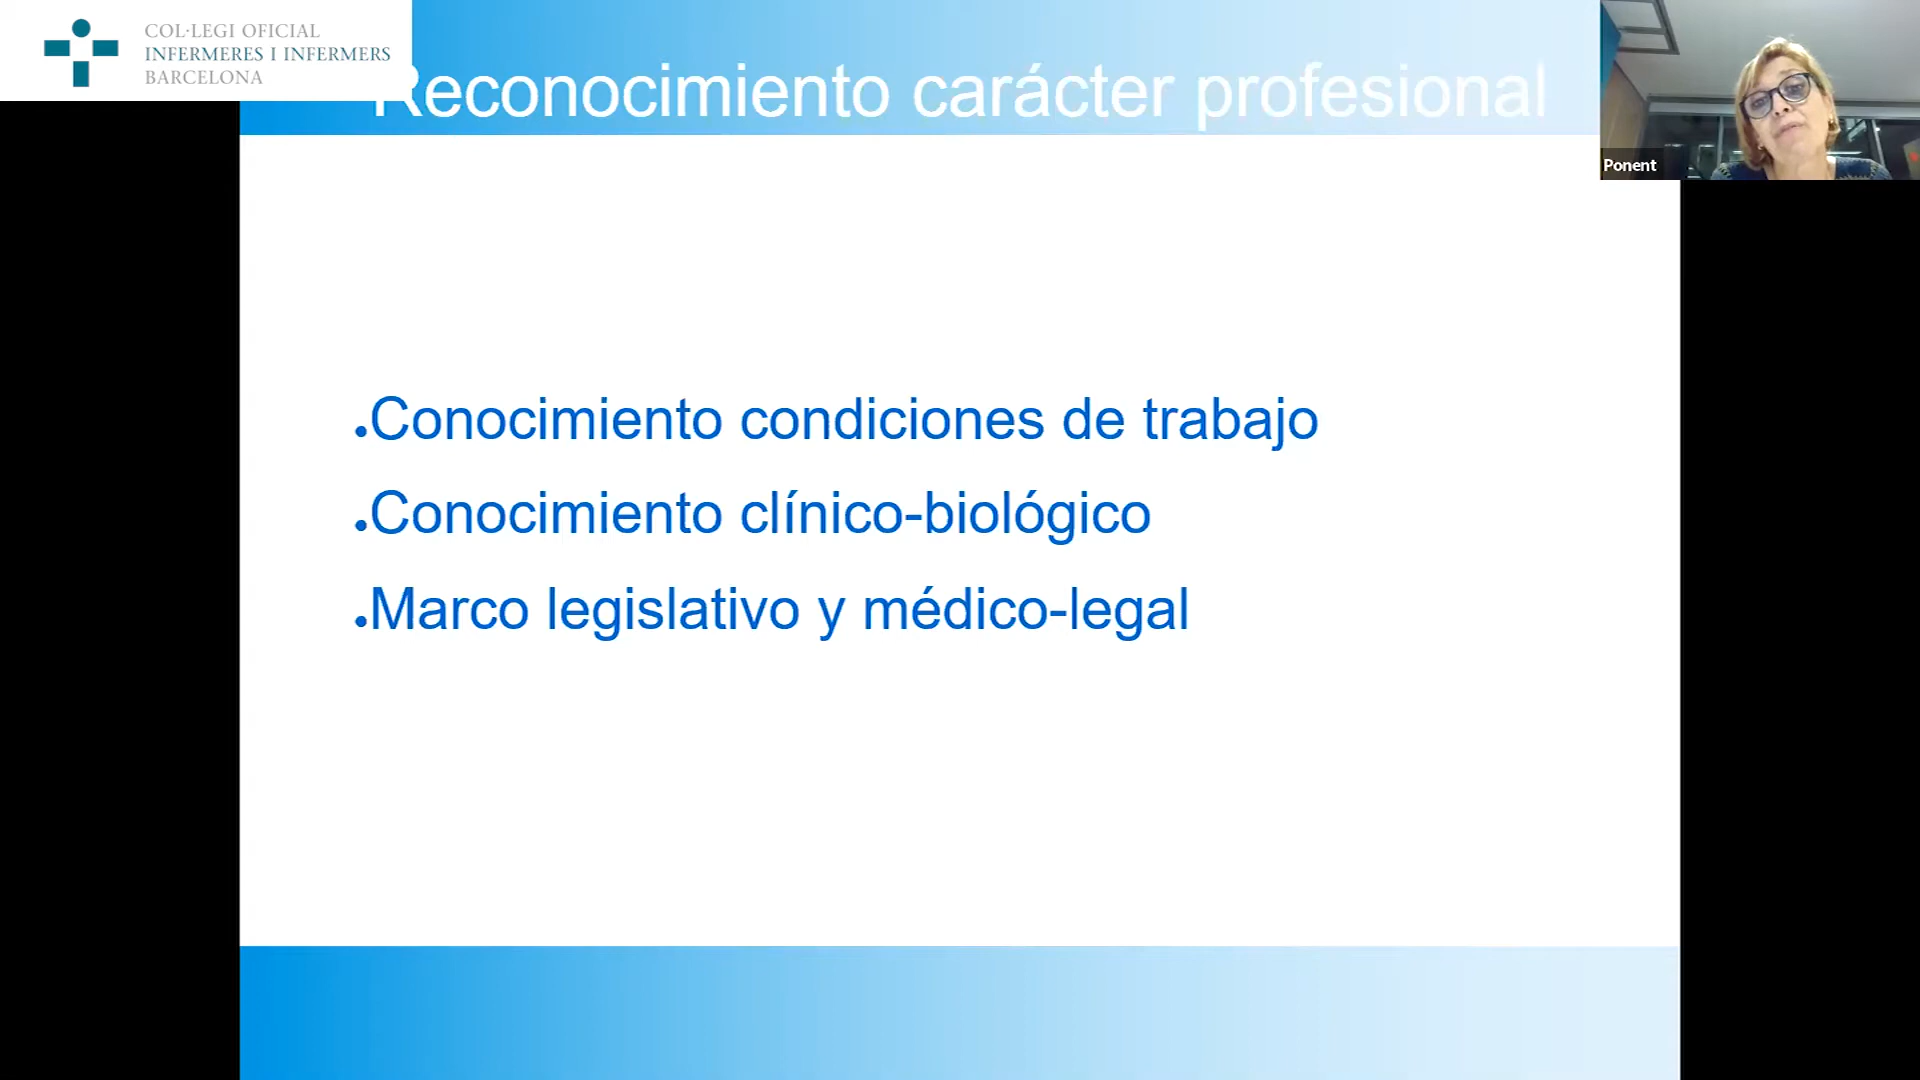 COL·LEGI OFICIAL
INFERMERES I INFERMERS
BARCELONA
Reconocimiento carácter profesional
Ponent
•Conocimiento condiciones de trabajo
•Conocimiento clínico-biológico
•Marco legislativo y médico-legal